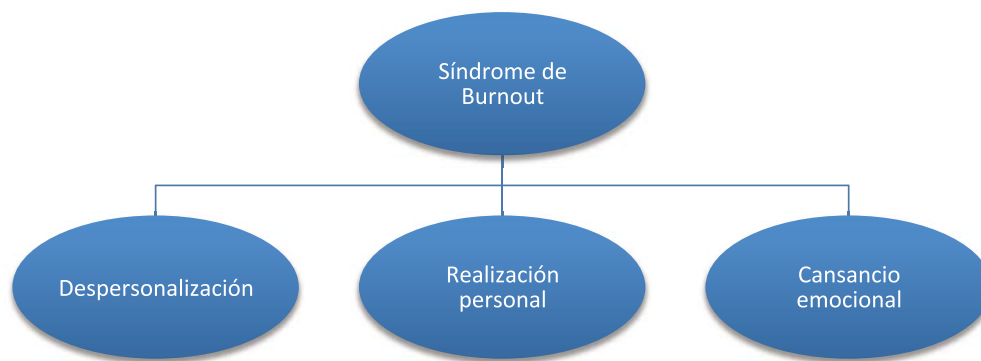 Síndrome de
Burnout
Despersonalización
Realización
personal
Cansancio
emocional